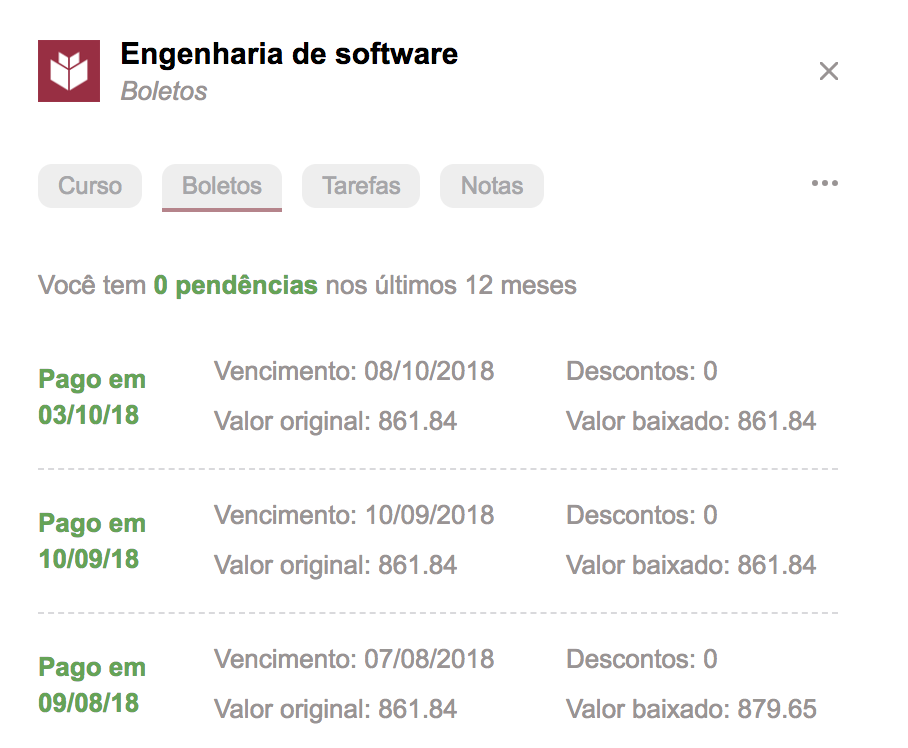 Engenharia de software
Boletos
Curso
Boletos
Tarefas
Notas
Você tem 0 pendências nos últimos 12 meses
Pago em
03/10/18
Vencimento: 08/10/2018
Descontos: 0
Valor original: 861.84
Valor baixado: 861.84
Pago em
10/09/18
Vencimento: 10/09/2018
Descontos: 0
Valor original: 861.84
Valor baixado: 861.84
Pago em
09/08/18
Vencimento: 07/08/2018
Descontos: 0
Valor original: 861.84
Valor baixado: 879.65